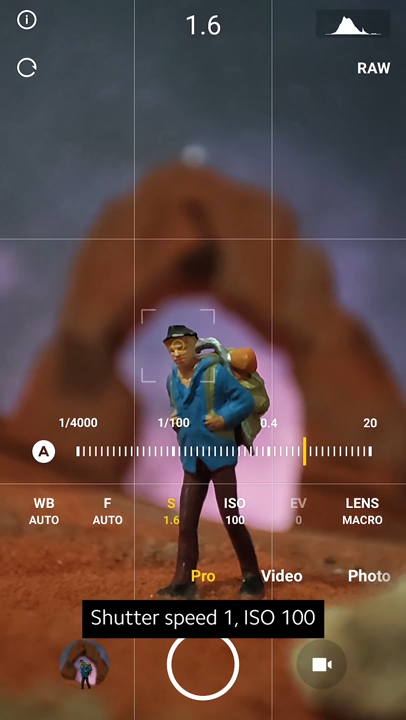 1.6
RAW
1/4000 1/100 0.4 20
A
WB F S ISO EV LENS
AUTO AUTO 1.6 100 0 MACRO
Pro Video Photo
Shutter speed 1, ISO 100